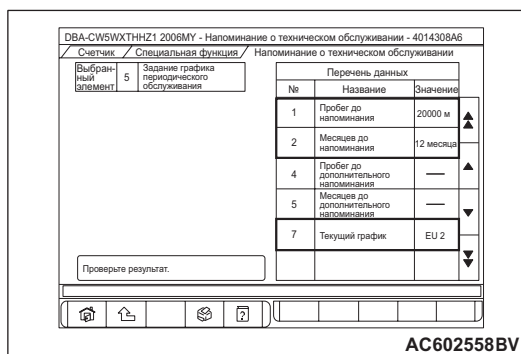 DBA-CW5WXTHHZ1 2006MY - Напоминание о техническом обслуживании - 4014308A6
Счетчик / Специальная функция / Напоминание о техническом обслуживании
Выбран-
ный
элемент
5
Задание графика
периодического
обслуживания
Перечень данных
№ Название Значение
1
Пробег до
напоминания
20000 м
2
Месяцев до
напоминания
12 месяца
4
Пробег до
дополнительного
напоминания
—
5
Месяцев до
дополнительного
напоминания
—
7 Текущий график EU 2
Проверьте результат.
?
AC602558BV